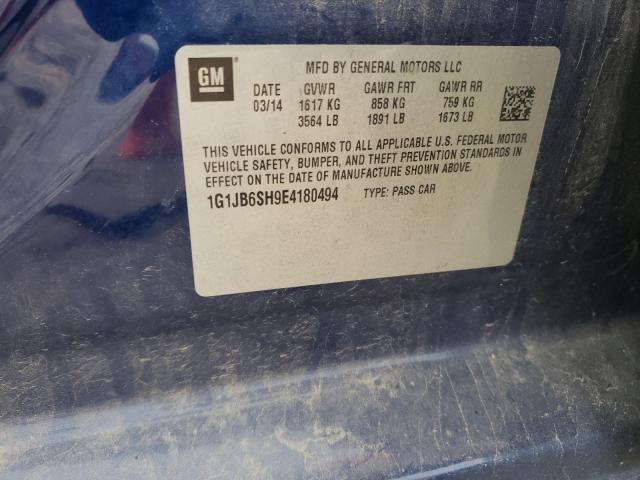 GM
MFD BY GENERAL MOTORS LLC
DATE GVWR GAWR FRT GAWR RR
03/14 1617 KG 858 KG 759 KG
3564 LB 1891 LB 1673 LB
THIS VEHICLE CONFORMS TO ALL APPLICABLE U.S. FEDERAL MOTOR
VEHICLE SAFETY, BUMPER, AND THEFT PREVENTION STANDARDS IN
EFFECT ON THE DATE OF MANUFACTURE SHOWN ABOVE.
1G1JB6SH9E4180494 TYPE: PASS CAR